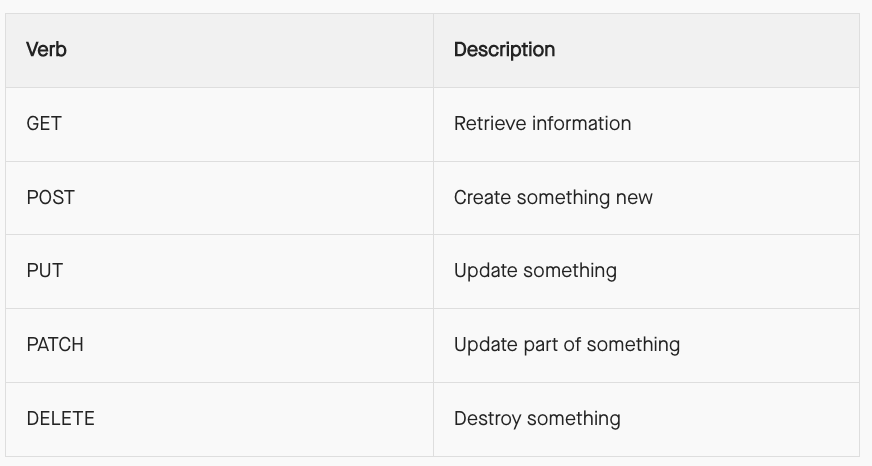 Verb Description
GET Retrieve information
POST Create something new
PUT Update something
PATCH Update part of something
DELETE Destroy something